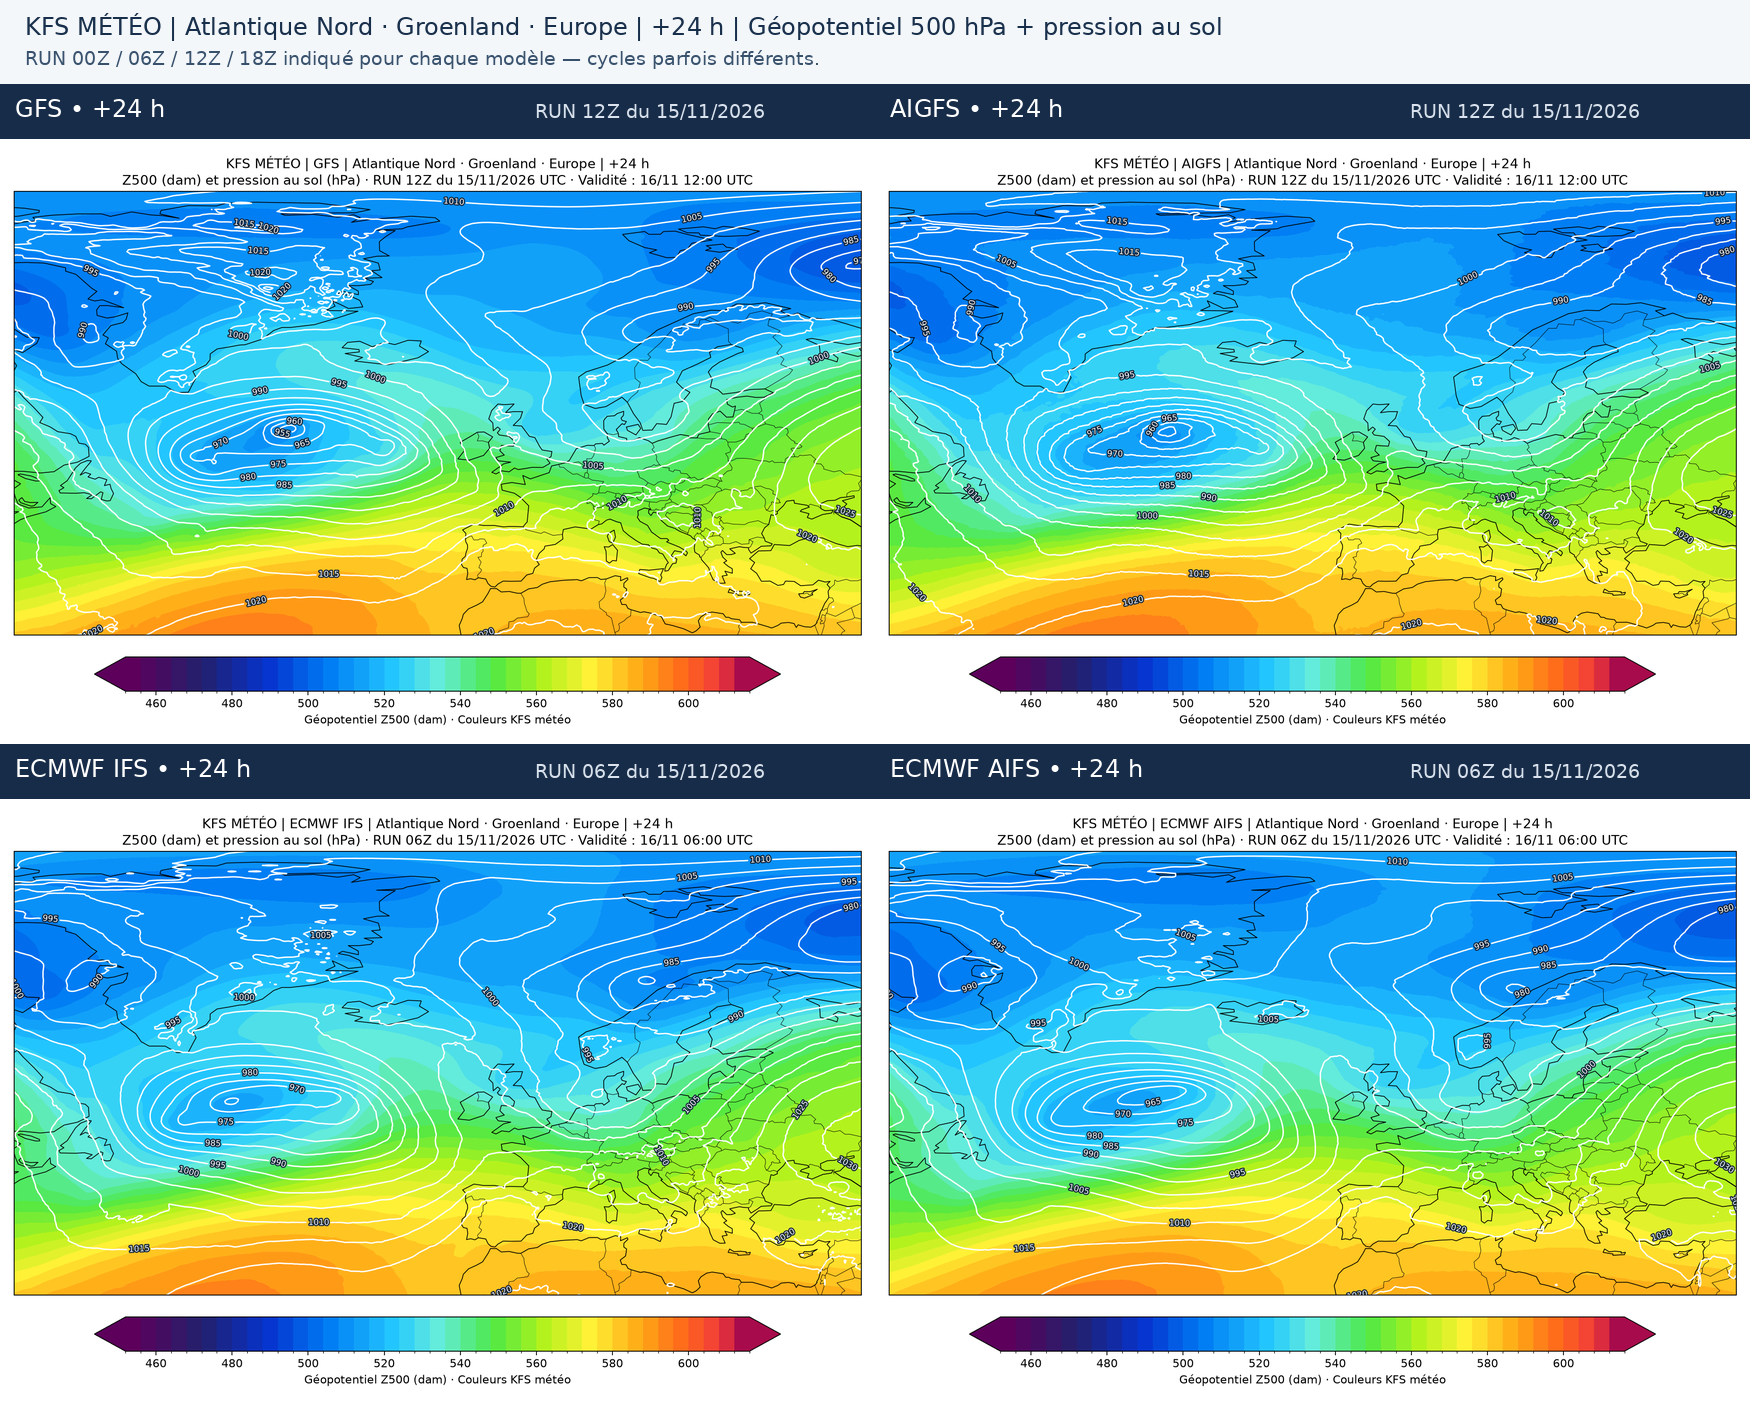 KFS MÉTÉO | Atlantique Nord · Groenland · Europe | +24 h | Géopotentiel 500 hPa + pression au sol
RUN 00Z / 06Z / 12Z / 18Z indiqué pour chaque modèle — cycles parfois différents.
GFS • +24 h
RUN 12Z du 15/11/2026
AIGFS • +24 h
RUN 12Z du 15/11/2026
KFS MÉTÉO | GFS | Atlantique Nord · Groenland · Europe | +24 h
Z500 (dam) et pression au sol (hPa) · RUN 12Z du 15/11/2026 UTC · Validité : 16/11 12:00 UTC
KFS MÉTÉO | AIGFS | Atlantique Nord · Groenland · Europe | +24 h
Z500 (dam) et pression au sol (hPa) · RUN 12Z du 15/11/2026 UTC · Validité : 16/11 12:00 UTC
460 480 500 520 540 560 580 600
Géopotentiel Z500 (dam) · Couleurs KFS météo
460 480 500 520 540 560 580 600
Géopotentiel Z500 (dam) · Couleurs KFS météo
ECMWF IFS • +24 h
RUN 06Z du 15/11/2026
ECMWF AIFS • +24 h
RUN 06Z du 15/11/2026
KFS MÉTÉO | ECMWF IFS | Atlantique Nord · Groenland · Europe | +24 h
Z500 (dam) et pression au sol (hPa) · RUN 06Z du 15/11/2026 UTC · Validité : 16/11 06:00 UTC
KFS MÉTÉO | ECMWF AIFS | Atlantique Nord · Groenland · Europe | +24 h
Z500 (dam) et pression au sol (hPa) · RUN 06Z du 15/11/2026 UTC · Validité : 16/11 06:00 UTC
460 480 500 520 540 560 580 600
Géopotentiel Z500 (dam) · Couleurs KFS météo
460 480 500 520 540 560 580 600
Géopotentiel Z500 (dam) · Couleurs KFS météo